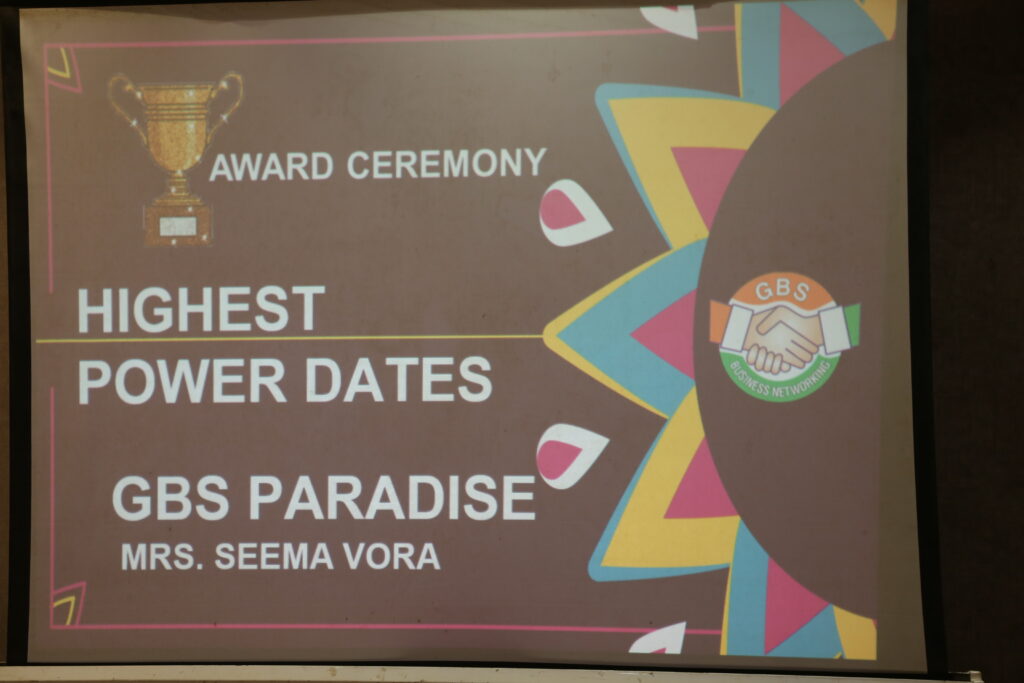 AWARD CEREMONY
HIGHEST
POWER DATES
GBS PARADISE
MRS. SEEMA VORA
GBS
BUSINESS NETWORKING